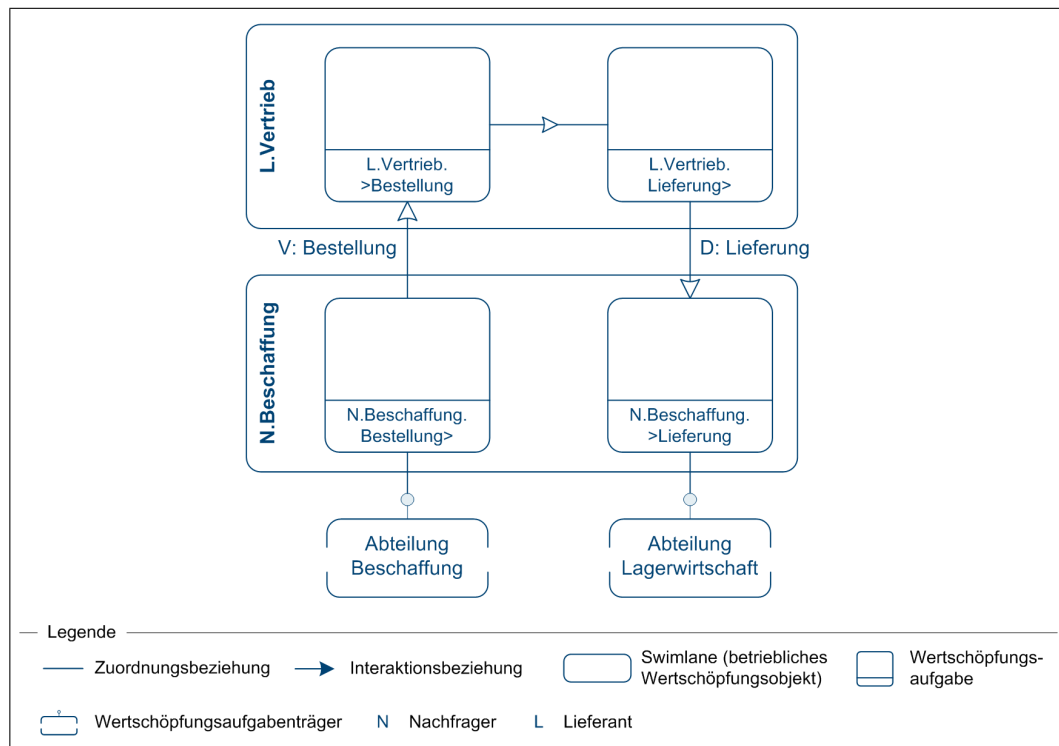 L.Vertrieb
L.Vertrieb.
>Bestellung
L.Vertrieb.
Lieferung>
V: Bestellung
D: Lieferung
N.Beschaffung
N.Beschaffung.
Bestellung>
N.Beschaffung.
>Lieferung
Abteilung
Beschaffung
Abteilung
Lagerwirtschaft
Legende
Zuordnungsbeziehung
Interaktionsbeziehung
Swimlane (betriebliches
Wertschöpfungsobjekt)
Wertschöpfungs-
aufgabe
Wertschöpfungsaufgabenträger
N Nachfrager
L Lieferant